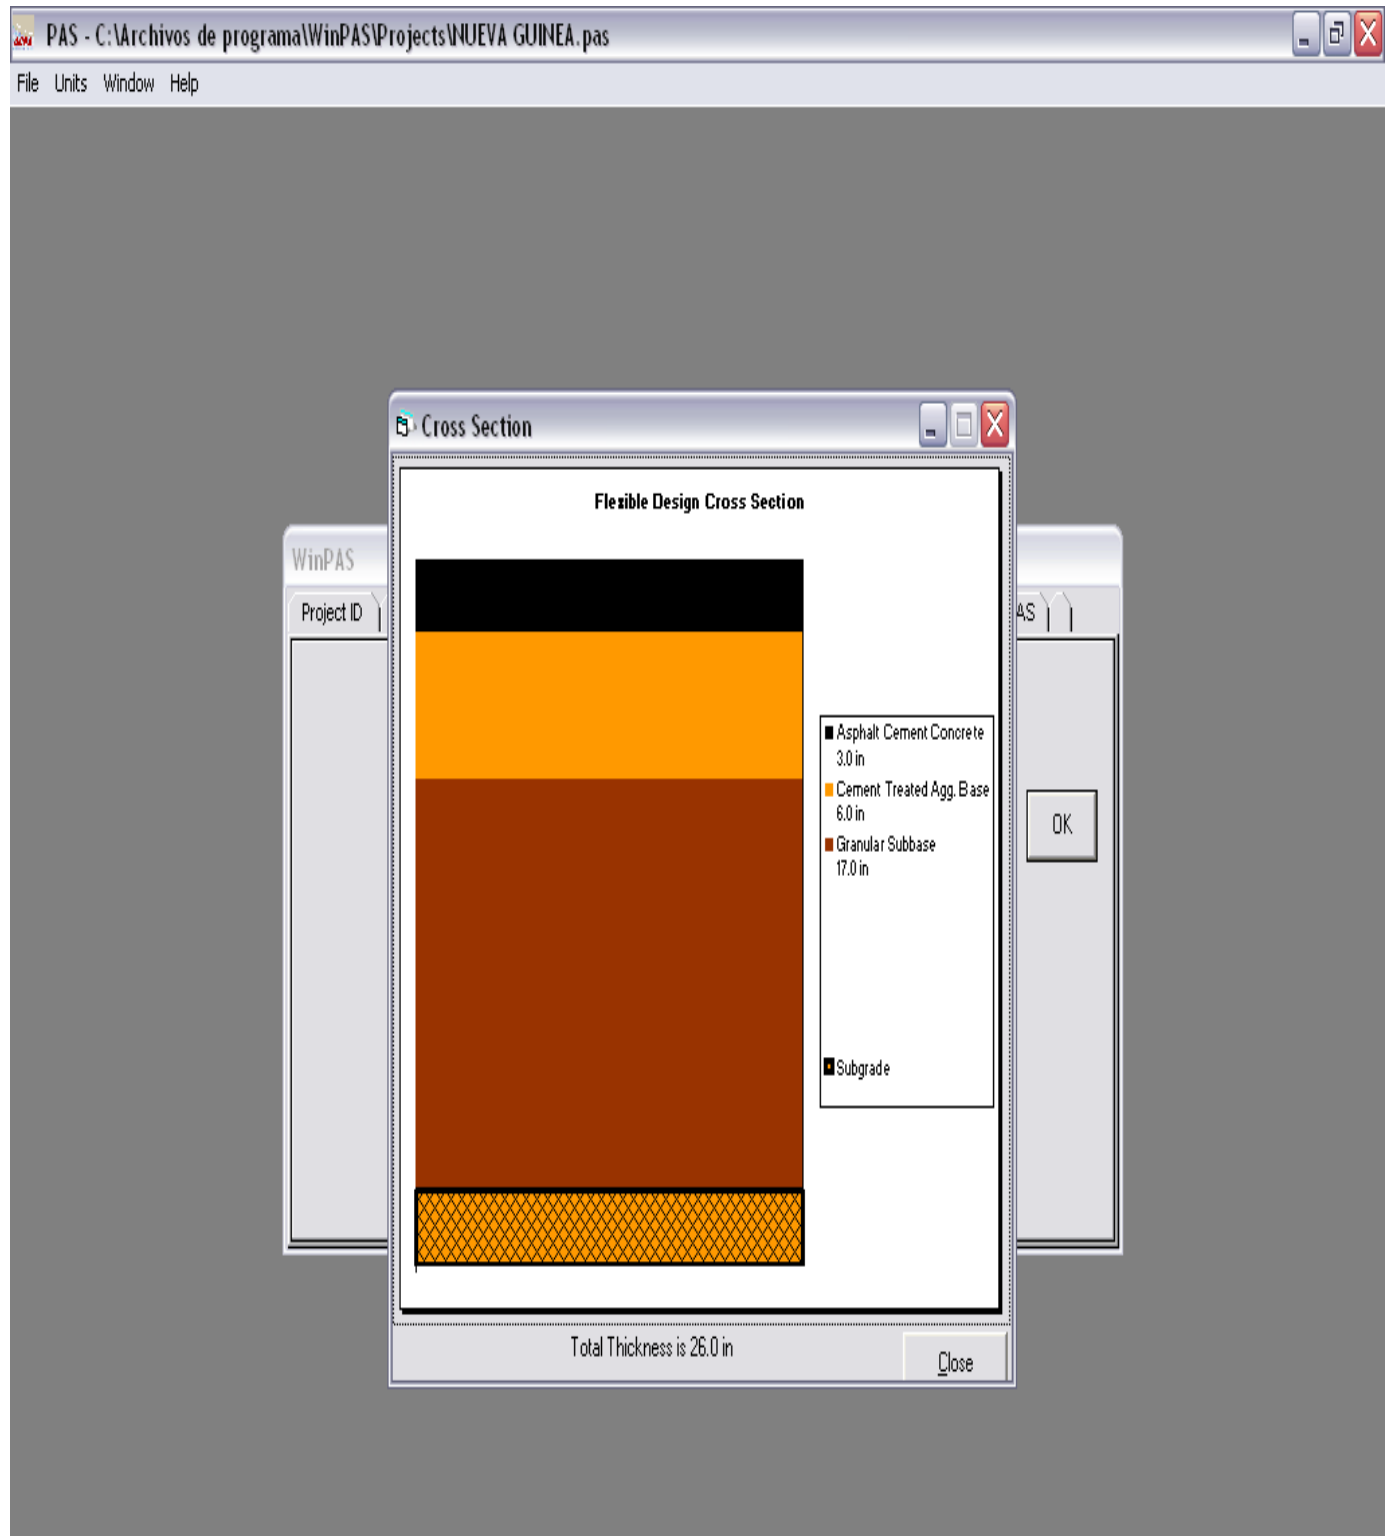 PAS - C:\Archivos de programa\WinPAS\Projects\NUEVA GUINEA.pas
File Units Window Help
Cross Section
Flexible Design Cross Section
WinPAS
Project ID
AS
Asphalt Cement Concrete
3.0 in
Cement Treated Agg. Base
6.0 in
Granular Subbase
17.0 in
OK
Subgrade
Total Thickness is 26.0 in
Close